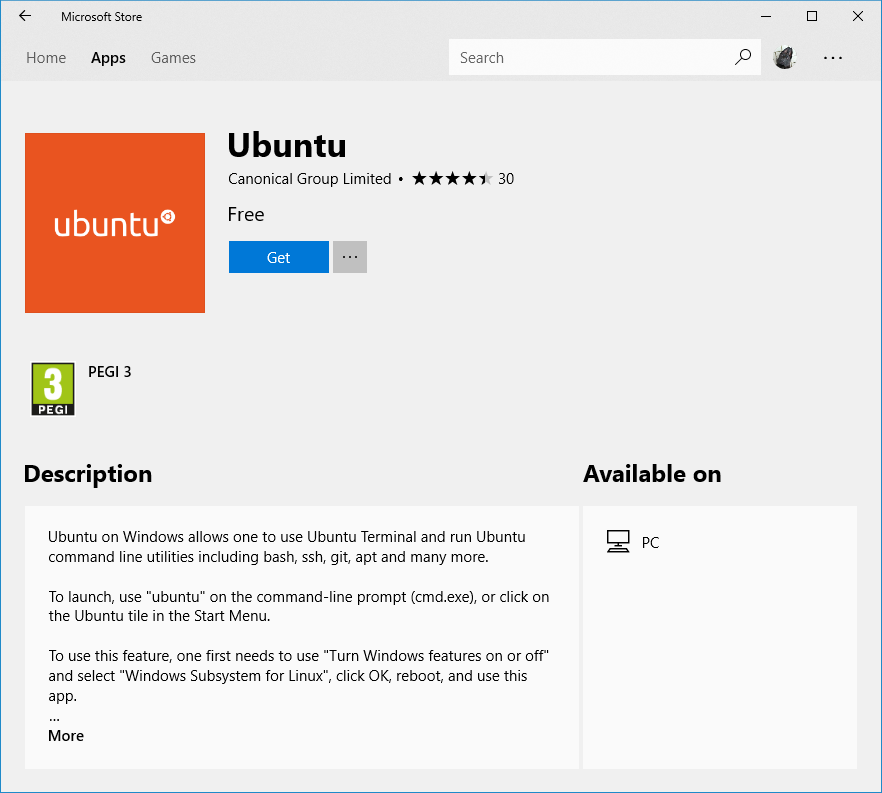 Microsoft Store
Home Apps Games
Search
ubuntu
Ubuntu
Canonical Group Limited • 30
Free
Get ...
3
PEGI
PEGI 3
Description
Ubuntu on Windows allows one to use Ubuntu Terminal and run Ubuntu
command line utilities including bash, ssh, git, apt and many more.
To launch, use "ubuntu" on the command-line prompt (cmd.exe), or click on
the Ubuntu tile in the Start Menu.
To use this feature, one first needs to use "Turn Windows features on or off"
and select "Windows Subsystem for Linux", click OK, reboot, and use this
app.
...
More
Available on
PC